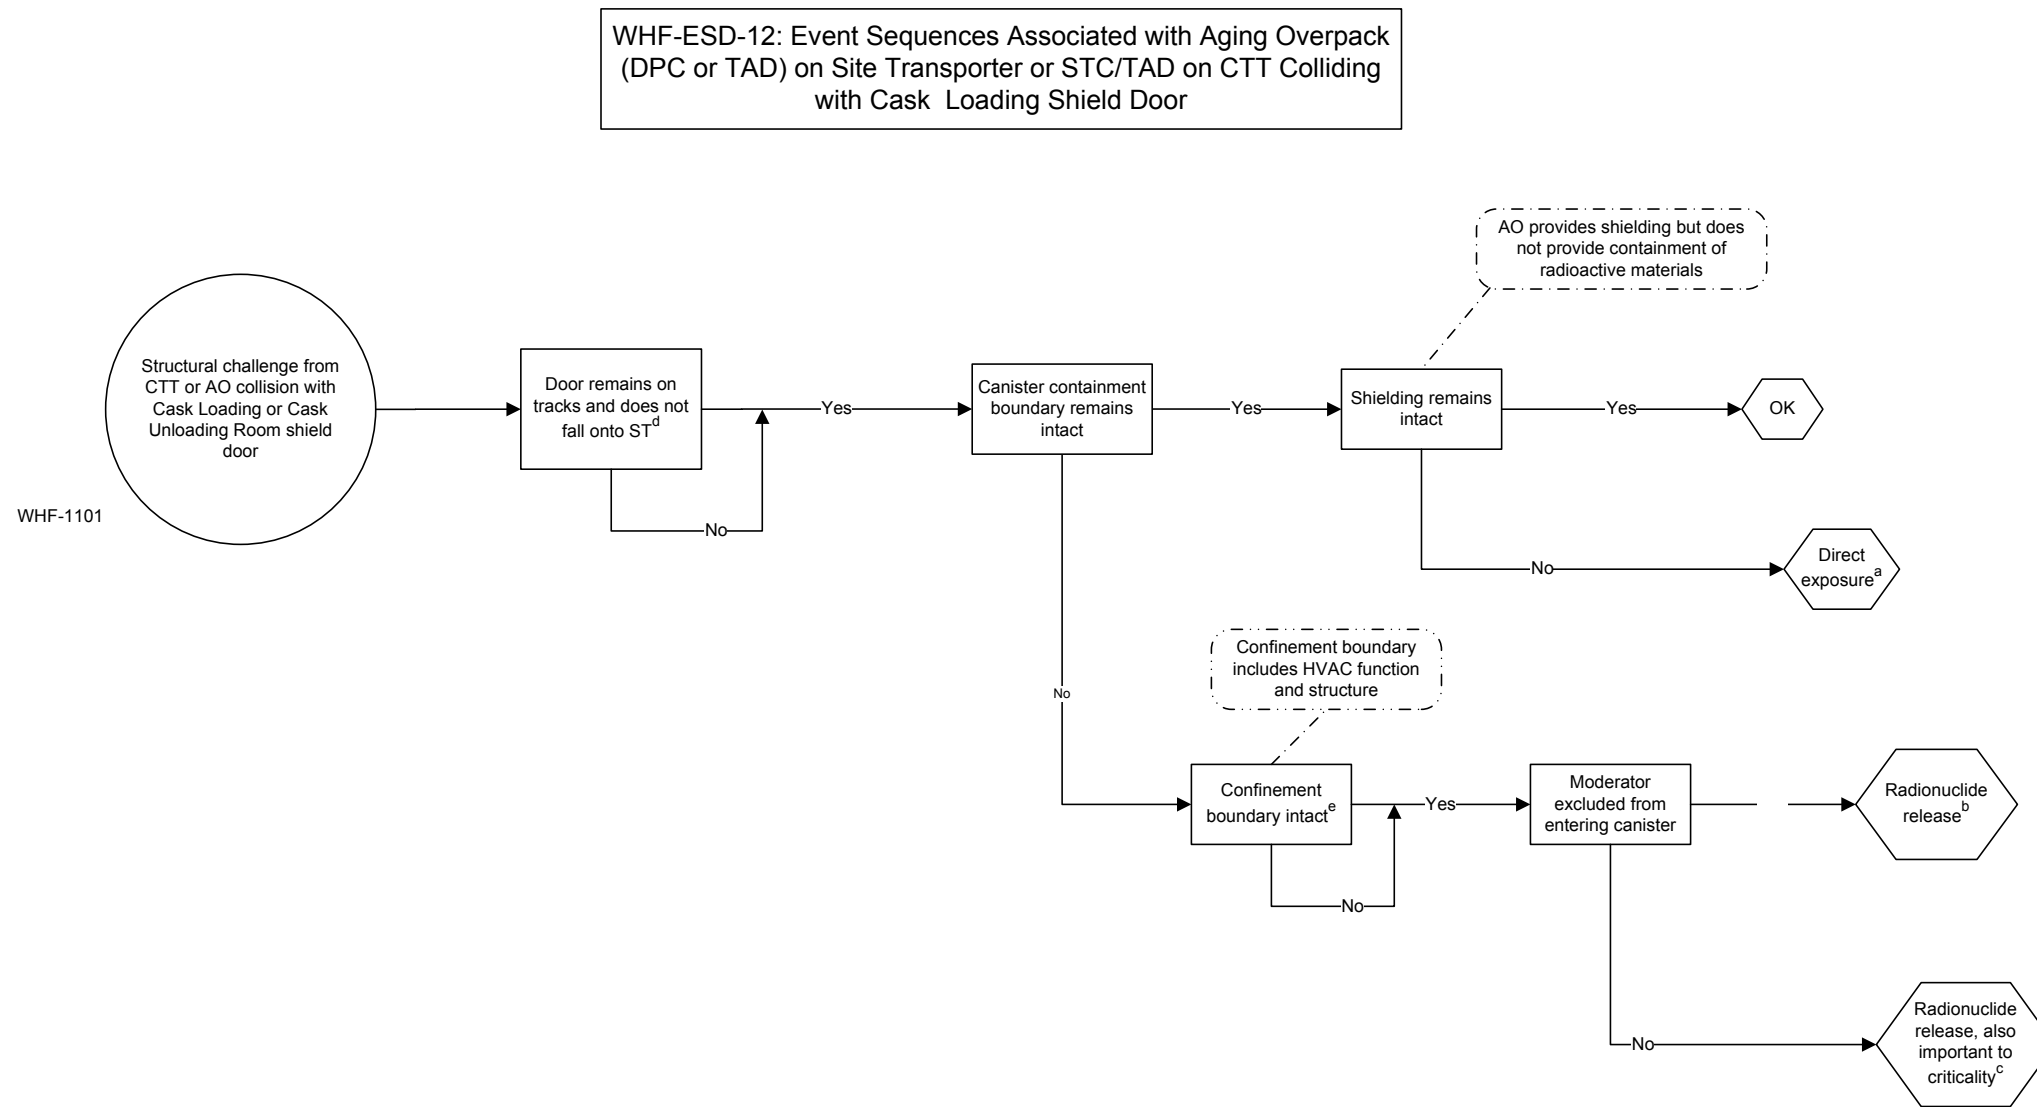 WHF-ESD-12: Event Sequences Associated with Aging Overpack
(DPC or TAD) on Site Transporter or STC/TAD on CTT Colliding
with Cask  Loading Shield Door
AO provides shielding but does
not provide containment of
radioactive materials
Structural challenge from
CTT or AO collision with
Cask Loading or Cask
Unloading Room shield
door
WHF-1101
Door remains on
tracks and does not
fall onto STd
No
Yes
Canister containment
boundary remains
intact
Yes
Shielding remains
intact
Yes
OK
No
Direct
exposurea
No
Confinement boundary
includes HVAC function
and structure
Confinement
boundary intacte
No
Yes
Moderator
excluded from
entering canister
Radionuclide
releaseb
No
Radionuclide
release, also
important to
criticalityc